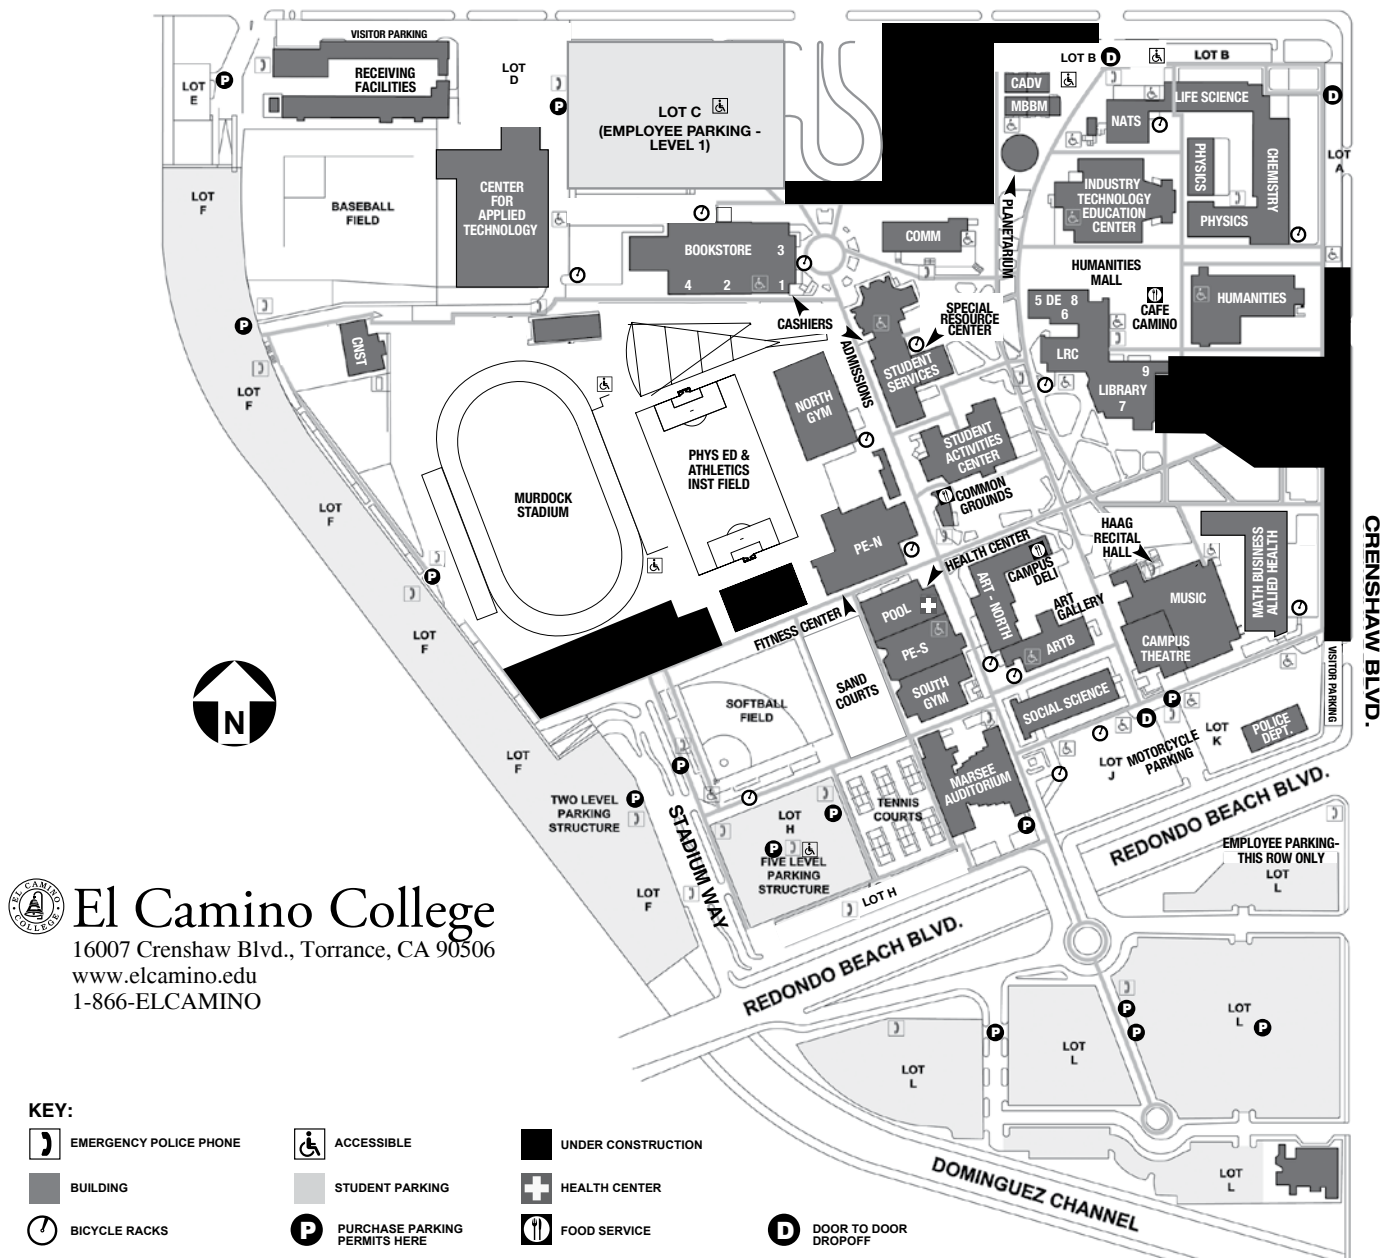 VISITOR PARKING
RECEIVING
FACILITIES
LOT
D
LOT
E
P
P
LOT C
(EMPLOYEE PARKING -
LEVEL 1)
LOT B
D
LOT B
CADV
MBBM
LIFE SCIENCE
NATS
D
LOT
A
PHYSICS
CHEMISTRY
PHYSICS
INDUSTRY
TECHNOLOGY
EDUCATION
CENTER
PLANETARIUM
LOT
F
BASEBALL
FIELD
CENTER
FOR
APPLIED
TECHNOLOGY
BOOKSTORE
3
4
2
1
COMM
HUMANITIES
MALL
CAFE
CAMINO
HUMANITIES
5 DE 8
6
LRC
9
LIBRARY
7
CASHIERS
SPECIAL
RESOURCE
CENTER
ADMISSIONS
STUDENT
SERVICES
P
CNST
LOT
F
NORTH
GYM
STUDENT
ACTIVITIES
CENTER
PHYS ED &
ATHLETICS
INST FIELD
MURDOCK
STADIUM
LOT
F
COMMON
GROUNDS
HAAG
RECITAL
HALL
MATH BUSINESS
ALLIED HEALTH
CRENSHAW BLVD.
PE-N
HEALTH CENTER
CAMPUS
DELI
ART - NORTH
ART
GALLERY
ARTB
MUSIC
CAMPUS
THEATRE
P
LOT
F
FITNESS CENTER
POOL
PE-S
SOUTH
GYM
SAND
COURTS
SOFTBALL
FIELD
SOCIAL SCIENCE
VISITOR PARKING
P
D
MOTORCYCLE
PARKING
LOT
K
LOT
J
POLICE
DEPT.
N
LOT
F
P
TWO LEVEL
PARKING
STRUCTURE
P
STADIUM WAY
LOT
H
P
P
FIVE LEVEL
PARKING
STRUCTURE
TENNIS
COURTS
MARSEE
AUDITORIUM
P
LOT H
REDONDO BEACH BLVD.
EMPLOYEE PARKING-
THIS ROW ONLY
LOT
L
LOT
F
REDONDO BEACH BLVD.
EL CAMINO
COLLEGE
El Camino College
16007 Crenshaw Blvd., Torrance, CA 90506
www.elcamino.edu
1-866-ELCAMINO
P
P
P
LOT
L
P
LOT
L
LOT
L
LOT
L
DOMINGUEZ CHANNEL
KEY:
EMERGENCY POLICE PHONE
ACCESSIBLE
UNDER CONSTRUCTION
BUILDING
STUDENT PARKING
HEALTH CENTER
BICYCLE RACKS
P
PURCHASE PARKING
PERMITS HERE
FOOD SERVICE
D
DOOR TO DOOR
DROPOFF